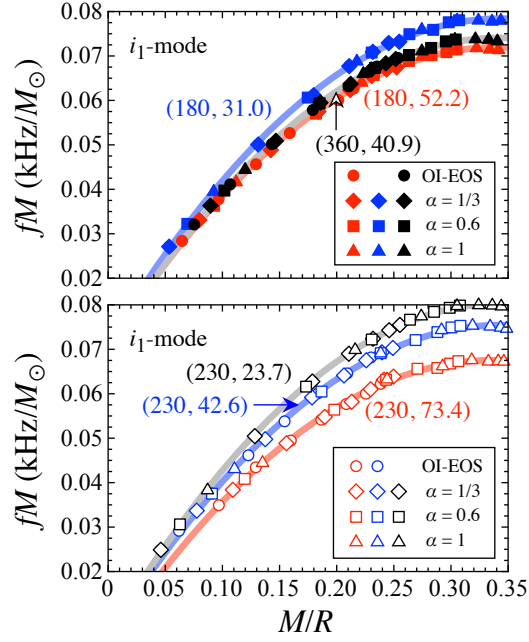 0.08
0.07
0.06
0.05
0.04
0.03
0.02
fM (kHz/M⊙)
i₁-mode
(180, 31.0)
(180, 52.2)
(360, 40.9)
OI-EOS
α = 1/3
α = 0.6
α = 1
0.08
0.07
0.06
0.05
0.04
0.03
0.02
fM (kHz/M⊙)
i₁-mode
(230, 23.7)
(230, 42.6)
(230, 73.4)
OI-EOS
α = 1/3
α = 0.6
α = 1
0 0.05 0.10 0.15 0.20 0.25 0.30 0.35
M/R